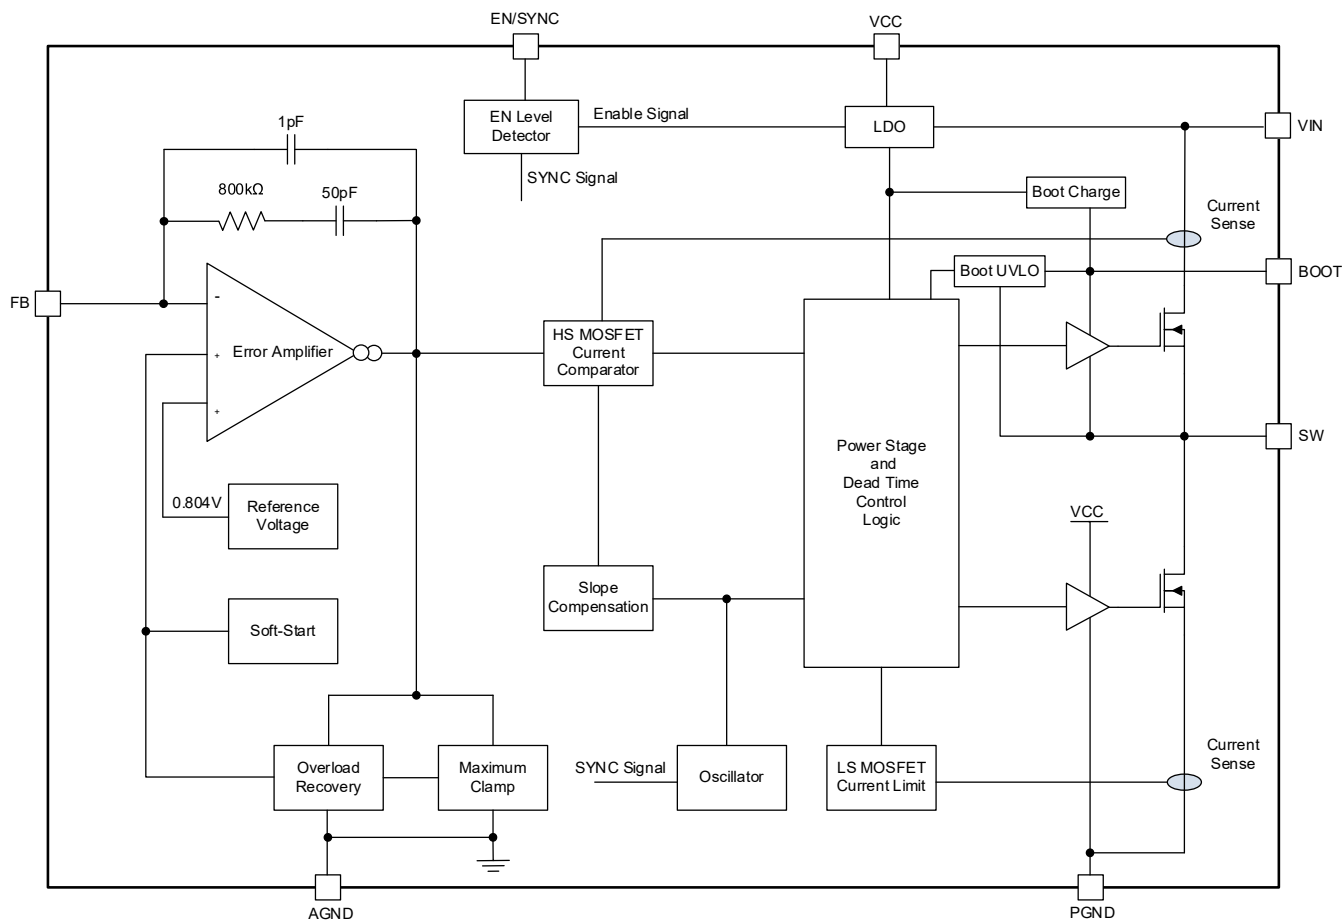 EN/SYNC
VCC
EN Level
Detector
Enable Signal
LDO
VIN
1pF
SYNC Signal
800kΩ
50pF
Boot Charge
Current
Sense
Boot UVLO
BOOT
FB
-
Error Amplifier
+
+
HS MOSFET
Current
Comparator
SW
Power Stage
and
Dead Time
Control
Logic
0.804V
Reference
Voltage
VCC
Slope
Compensation
Soft-Start
Overload
Recovery
Maximum
Clamp
SYNC Signal
Oscillator
LS MOSFET
Current Limit
Current
Sense
AGND
PGND